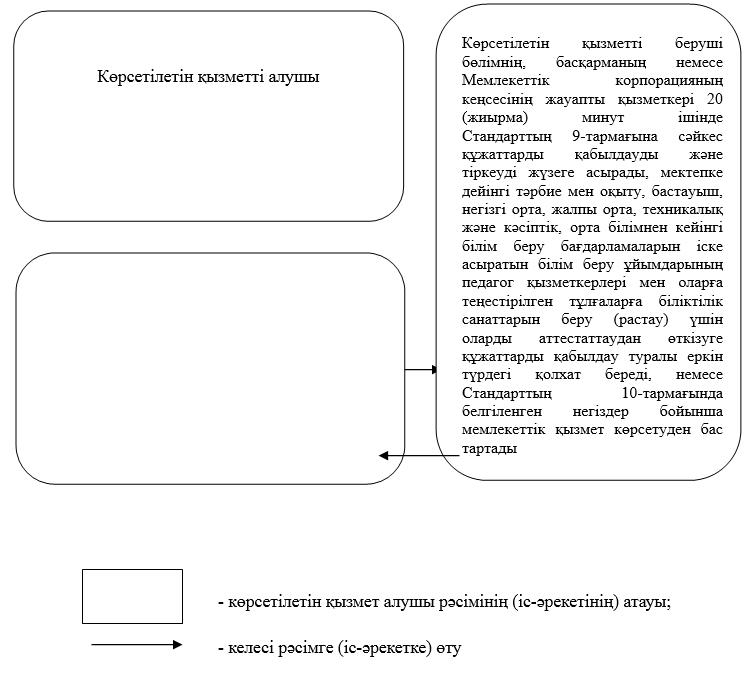 Көрсетілетін қызметті алушы
Көрсетілетін қызметті беруші
бөлімнің, басқарманың немесе
Мемлекеттік корпорацияның
кеңсесінің жауапты қызметкері 20
(жиырма) минут ішінде
Стандарттың 9-тармағына сәйкес
құжаттарды қабылдауды және
тіркеуді жүзеге асырады, мектепке
дейінгі тәрбие мен оқыту, бастауыш,
негізгі орта, жалпы орта, техникалық
және кәсіптік, орта білімнен кейінгі
білім беру бағдарламаларын іске
асыратын білім беру ұйымдарының
педагог қызметкерлері мен оларға
теңестірілген тұлғаларға біліктілік
санаттарын беру (растау) үшін
оларды аттестаттаудан өткізуге
құжаттарды қабылдау туралы еркін
түрдегі қолхат береді, немесе
Стандарттың 10-тармағында
белгіленген негіздер бойынша
мемлекеттік қызмет көрсетуден бас
тартады
- көрсетілетін қызмет алушы рәсімінің (іс-әрекетінің) атауы;
- келесі рәсімге (іс-әрекетке) өту